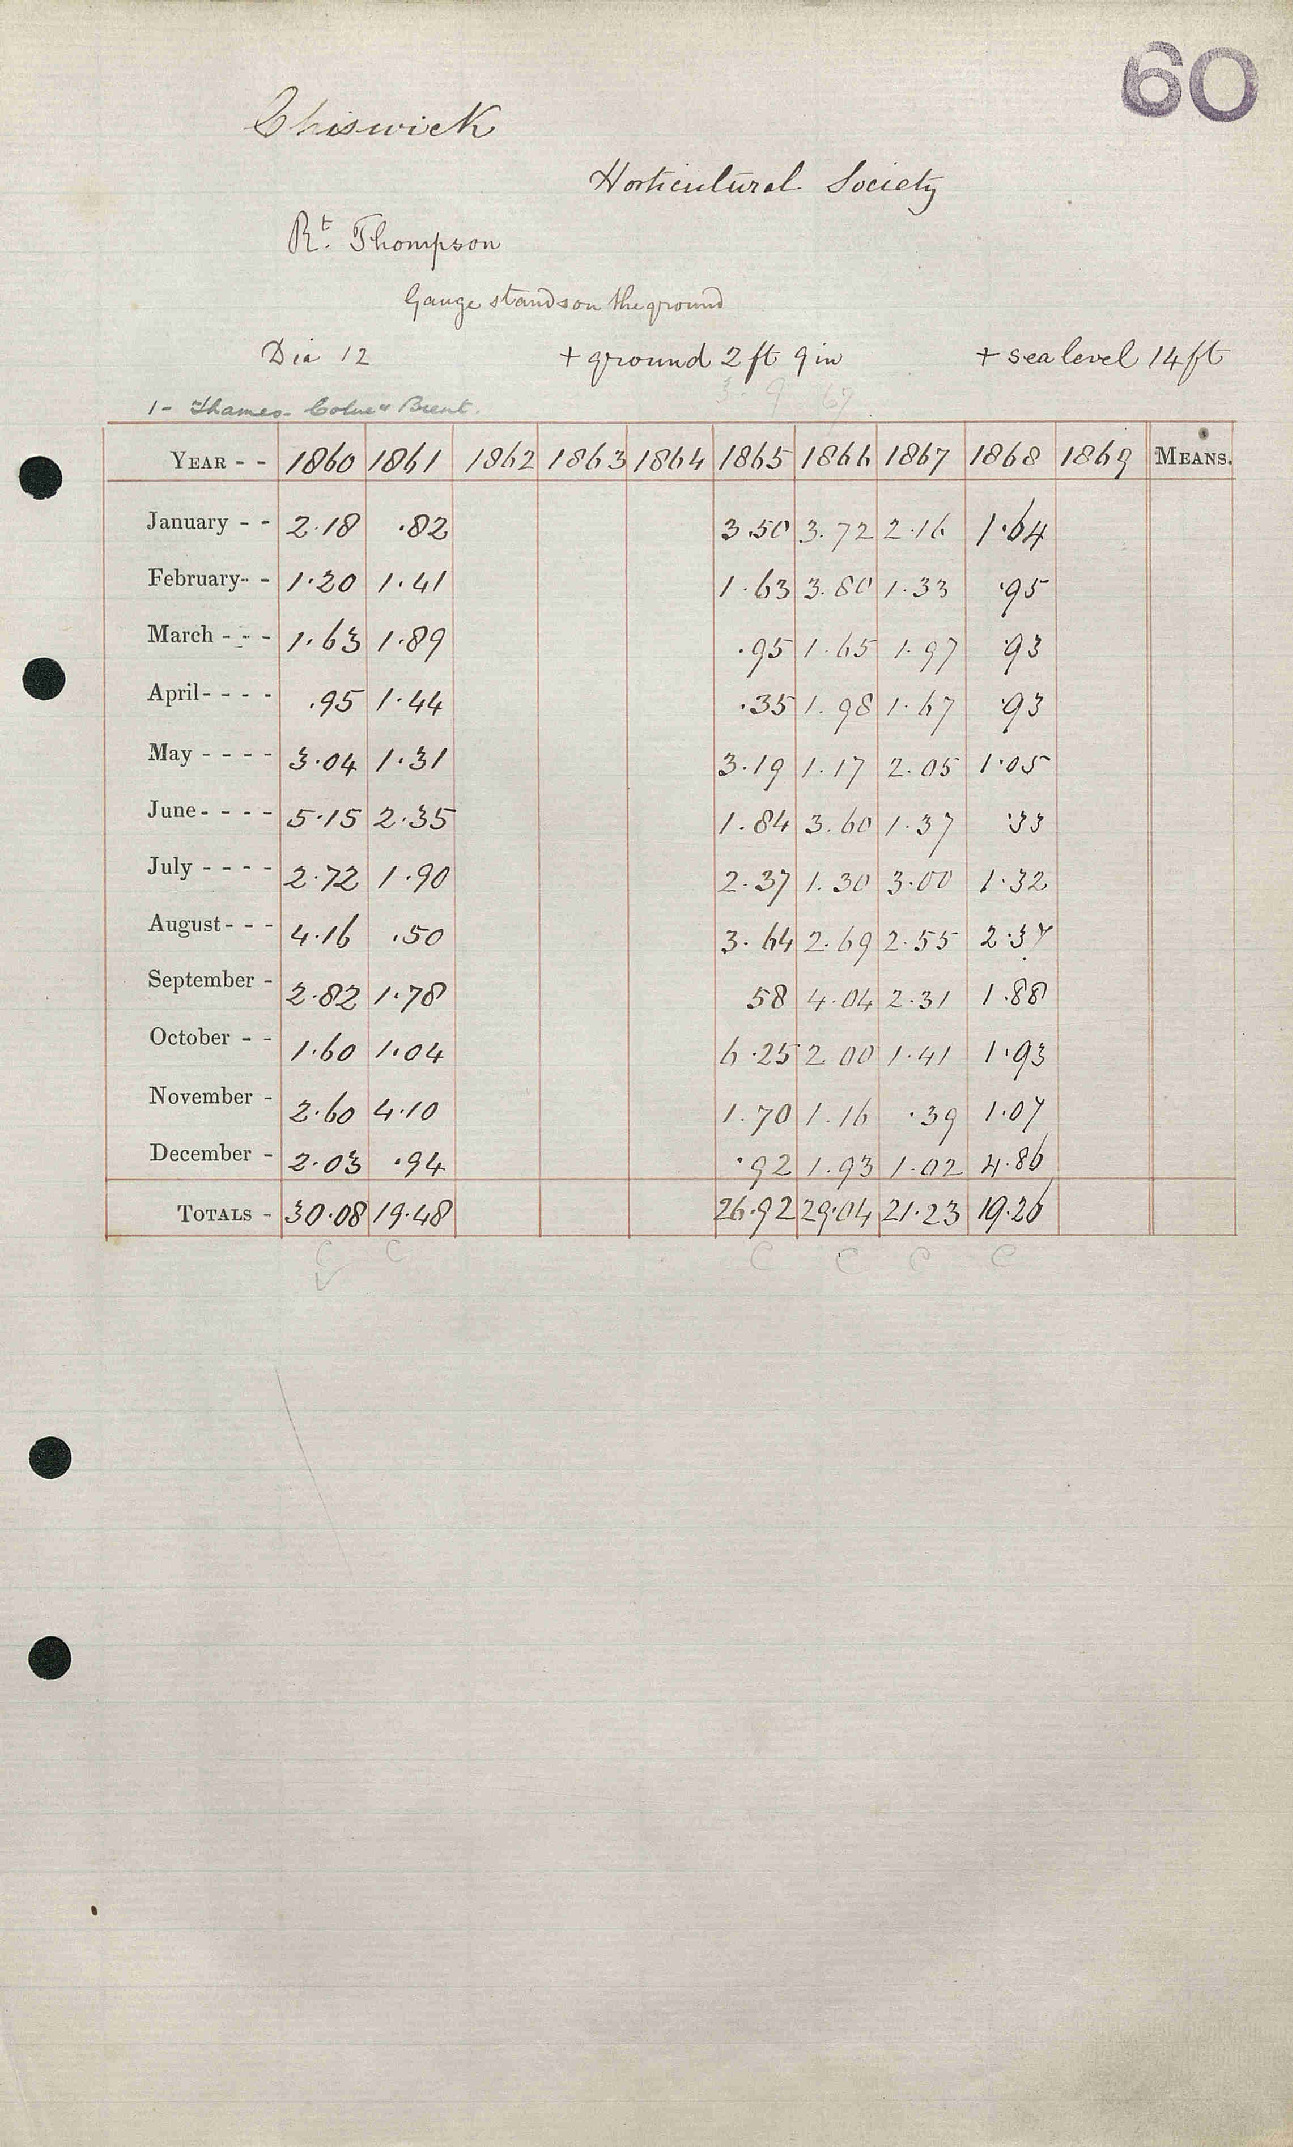 60
Chiswick
Horticultural Society
Rt. Thompson
Gauge stands on the ground
Dia 12 + ground 2 ft 9 in + sea level 14 ft
3 - 9 67
1 - Thames - Colne & Brent.
YEAR - - 1860 1861 1862 1863 1864 1865 1866 1867 1868 1869 MEANS.
January - - 2.18 .82 3.50 3.72 2.16 1.64
February - - 1.20 1.41 1.63 3.80 1.33 .95
March - - - 1.63 1.89 .95 1.65 1.97 .93
April - - - - .95 1.44 .35 1.98 1.67 .93
May - - - - 3.04 1.31 3.19 1.17 2.05 1.05
June - - - - 5.15 2.35 1.84 3.60 1.37 .33
July - - - - 2.72 1.90 2.37 1.30 3.00 1.32
August - - - 4.16 .50 3.64 2.69 2.55 2.37
September - 2.82 1.78 58 4.04 2.31 1.88
October - - 1.60 1.04 6.25 2 00 1.41 1.93
November - 2.60 4.10 1.70 1.16 .39 1.07
December - 2.03 .94 .92 1.93 1.02 4.86
TOTALS - 30.08 19.48 26.92 29.04 21.23 19.26
C C C C C C